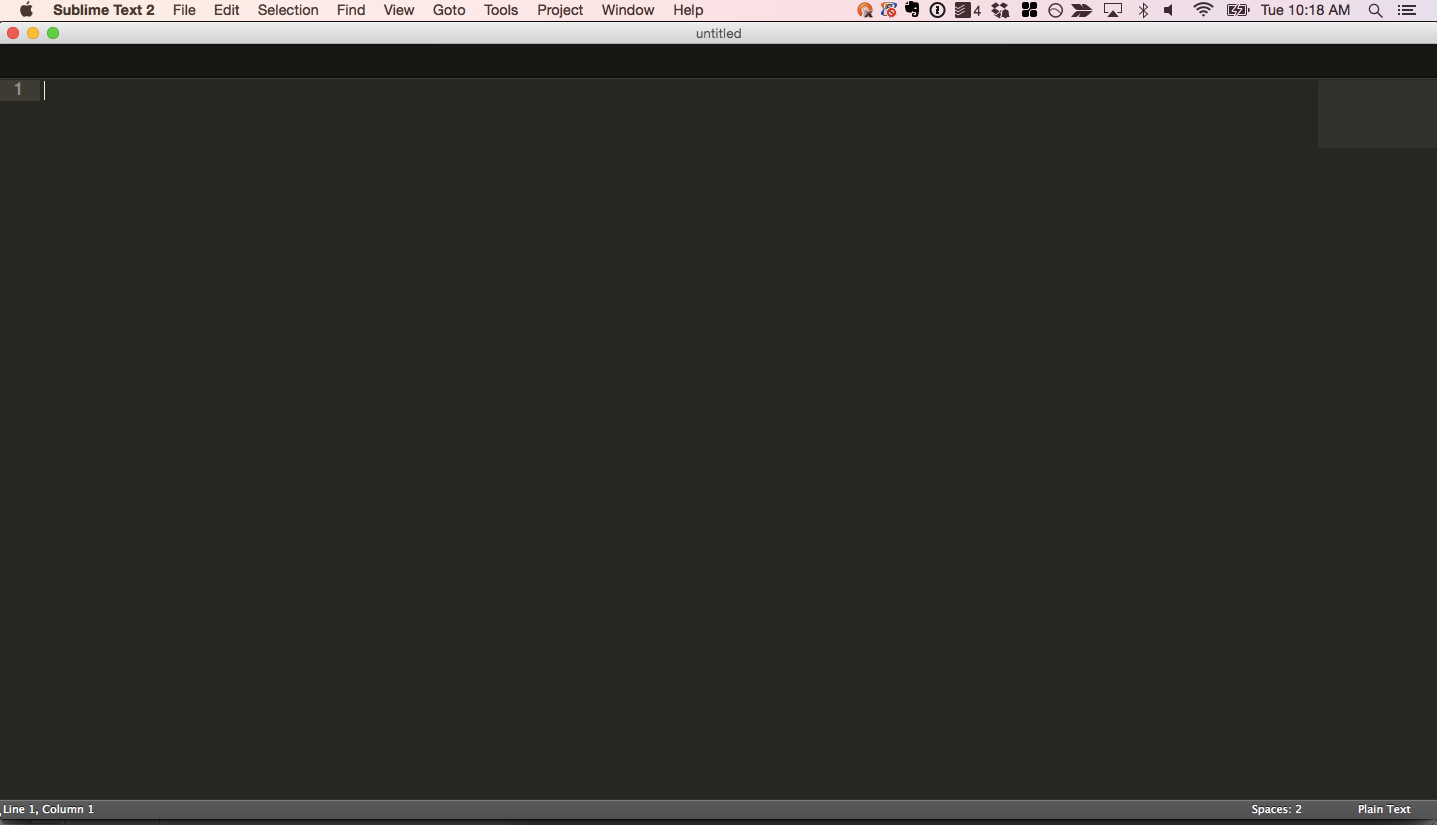 Sublime Text 2 File Edit Selection Find View Goto Tools Project Window Help 4 Tue 10:18 AM
untitled
1
Line 1, Column 1 Spaces: 2 Plain Text